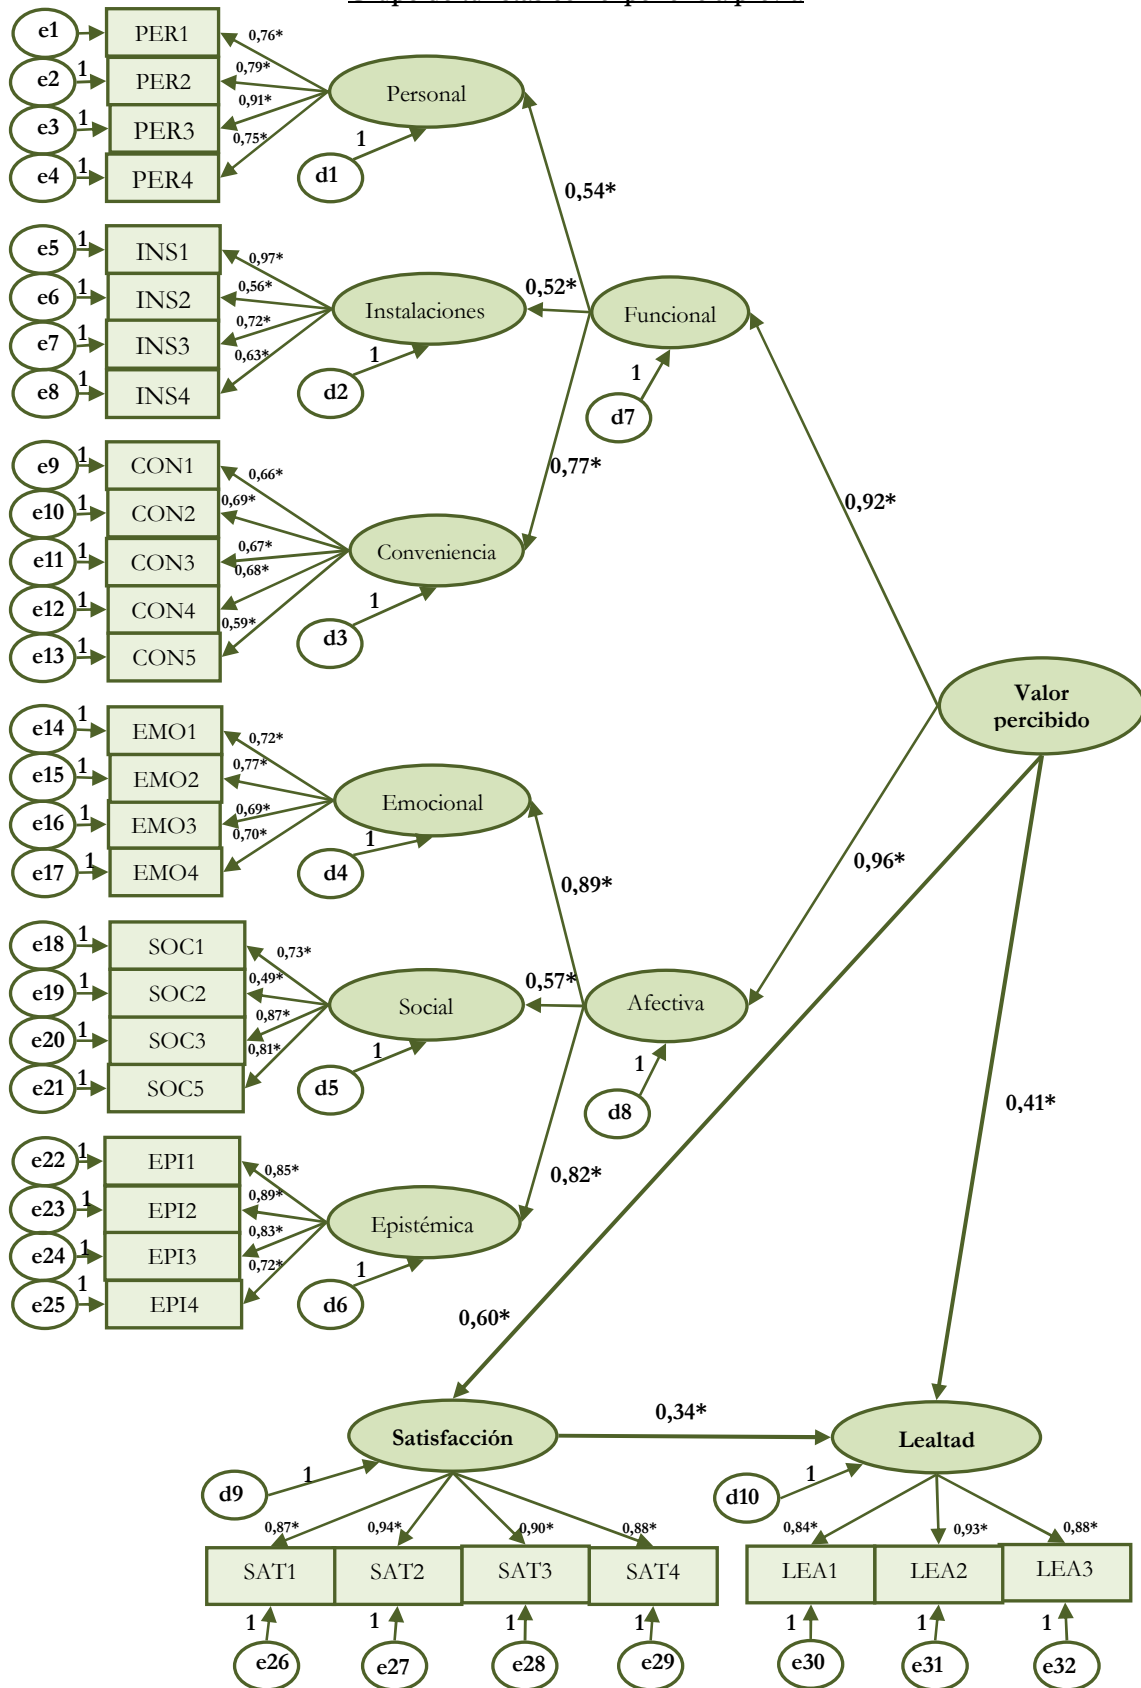 e1 PER1 0,76*
e2 1 PER2 0,79* Personal
e3 1 PER3 0,91*
e4 1 PER4 0,75* 1
d1
0,54*
e5 1 INS1 0,97*
e6 1 INS2 0,56* Instalaciones 0,52* Funcional
e7 1 INS3 0,72*
e8 1 INS4 0,63* 1
d2
1
d7
e9 1 CON1 0,66* 0,77*
e10 1 CON2 0,69*
e11 1 CON3 0,67* Conveniencia
e12 1 CON4 0,68* 1
e13 1 CON5 0,59*
d3
0,92*
Valor
percibido
e14 1 EMO1 0,72*
e15 1 EMO2 0,77* Emocional
e16 1 EMO3 0,69*
e17 1 EMO4 0,70* 1
d4
0,89*
0,96*
e18 1 SOC1 0,73*
e19 1 SOC2 0,49* Social 0,57* Afectiva
e20 1 SOC3 0,87*
e21 1 SOC5 0,81* 1
d5
1
d8
0,41*
e22 1 EPI1 0,85* 0,82*
e23 1 EPI2 0,89* Epistémica
e24 1 EPI3 0,83*
e25 1 EPI4 0,72* 1
d6
0,60*
Satisfacción 0,34* Lealtad
d9 1
d10 1
0,87* 0,94* 0,90* 0,88* 0,84* 0,93* 0,88*
SAT1 SAT2 SAT3 SAT4 LEA1 LEA2 LEA3
1 1 1 1 1 1 1
e26 e27 e28 e29 e30 e31 e32